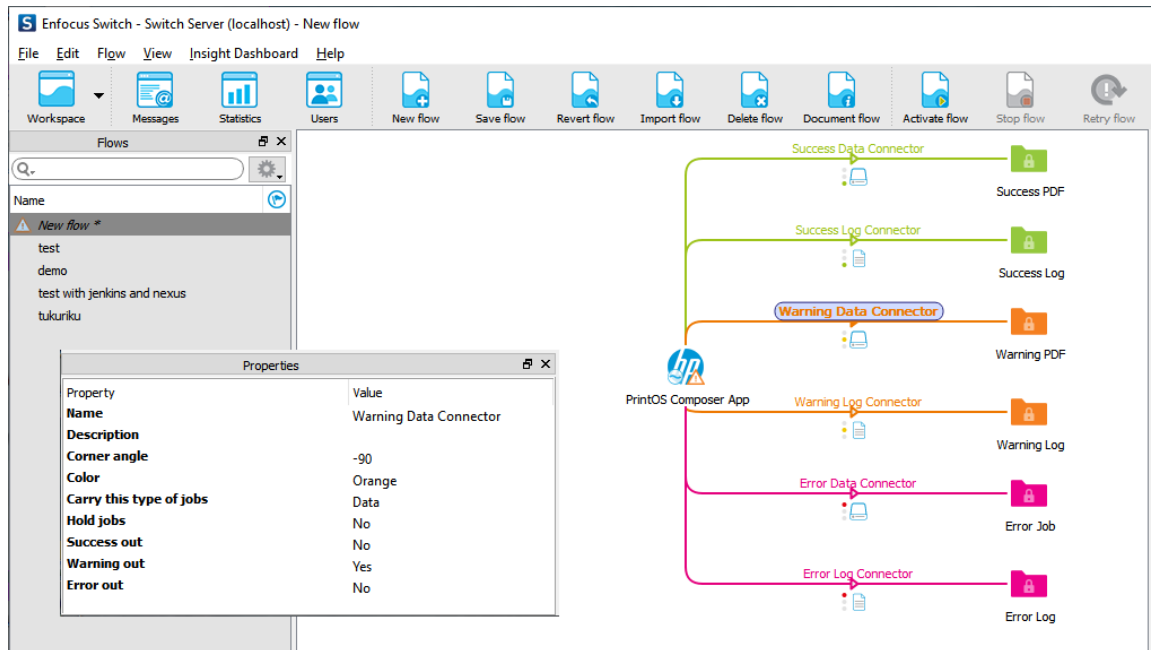 Enfocus Switch - Switch Server (localhost) - New flow
File Edit Flow View Insight Dashboard Help
Workspace Messages Statistics Users New flow Save flow Revert flow Import flow Delete flow Document flow Activate flow Stop flow Retry flow
Flows
Name
New flow *
test
demo
test with jenkins and nexus
tukuriku
Success Data Connector
Success PDF
Success Log Connector
Success Log
Warning Data Connector
Warning PDF
hp
PrintOS Composer App
Warning Log Connector
Warning Log
Error Data Connector
Error Job
Error Log Connector
Error Log
Properties
Property Value
Name Warning Data Connector
Description
Corner angle -90
Color Orange
Carry this type of jobs Data
Hold jobs No
Success out No
Warning out Yes
Error out No